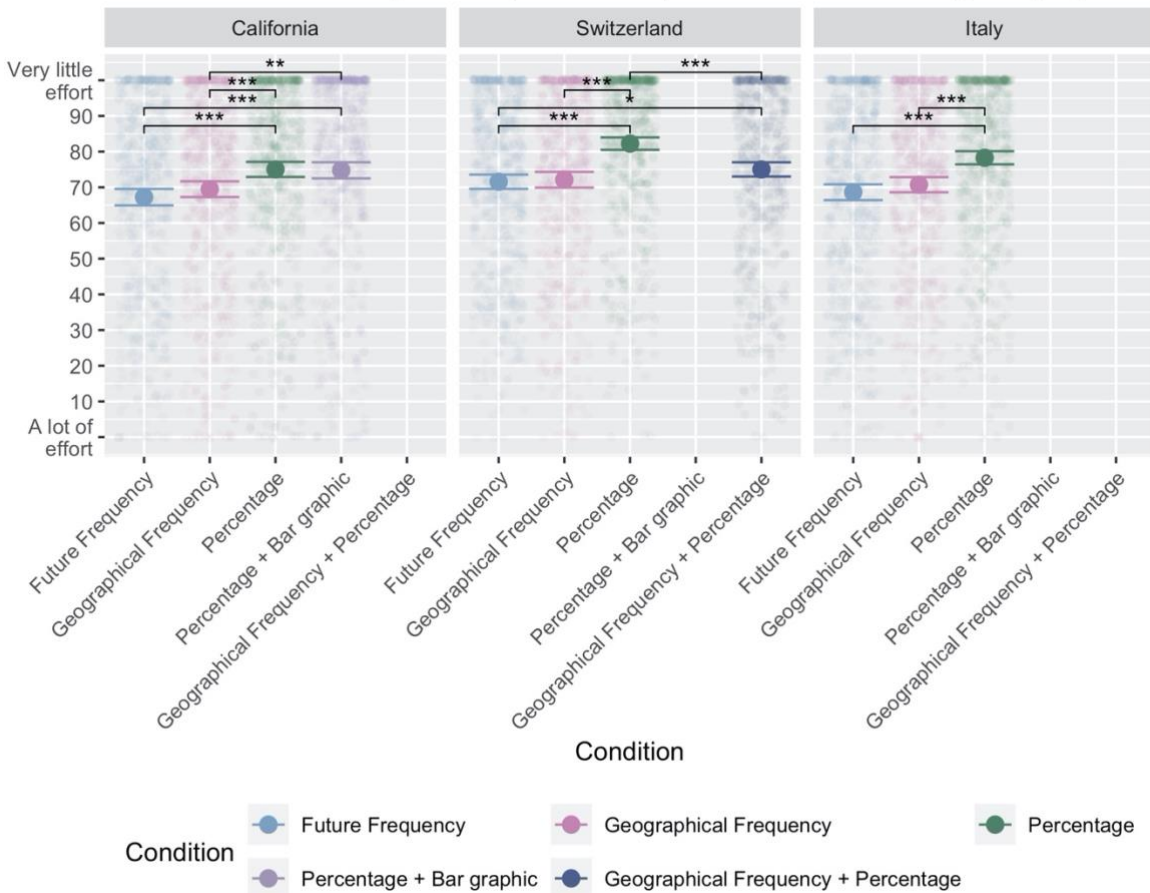 California Switzerland Italy
Very little
effort
90
80
70
60
50
40
30
20
10
A lot of
effort
**
***
***
***
***
***
*
***
***
***
Future Frequency
Geographical Frequency
Percentage
Percentage + Bar graphic
Geographical Frequency + Percentage
Future Frequency
Geographical Frequency
Percentage
Percentage + Bar graphic
Geographical Frequency + Percentage
Future Frequency
Geographical Frequency
Percentage
Percentage + Bar graphic
Geographical Frequency + Percentage
Condition
Condition
Future Frequency Geographical Frequency Percentage
Percentage + Bar graphic Geographical Frequency + Percentage